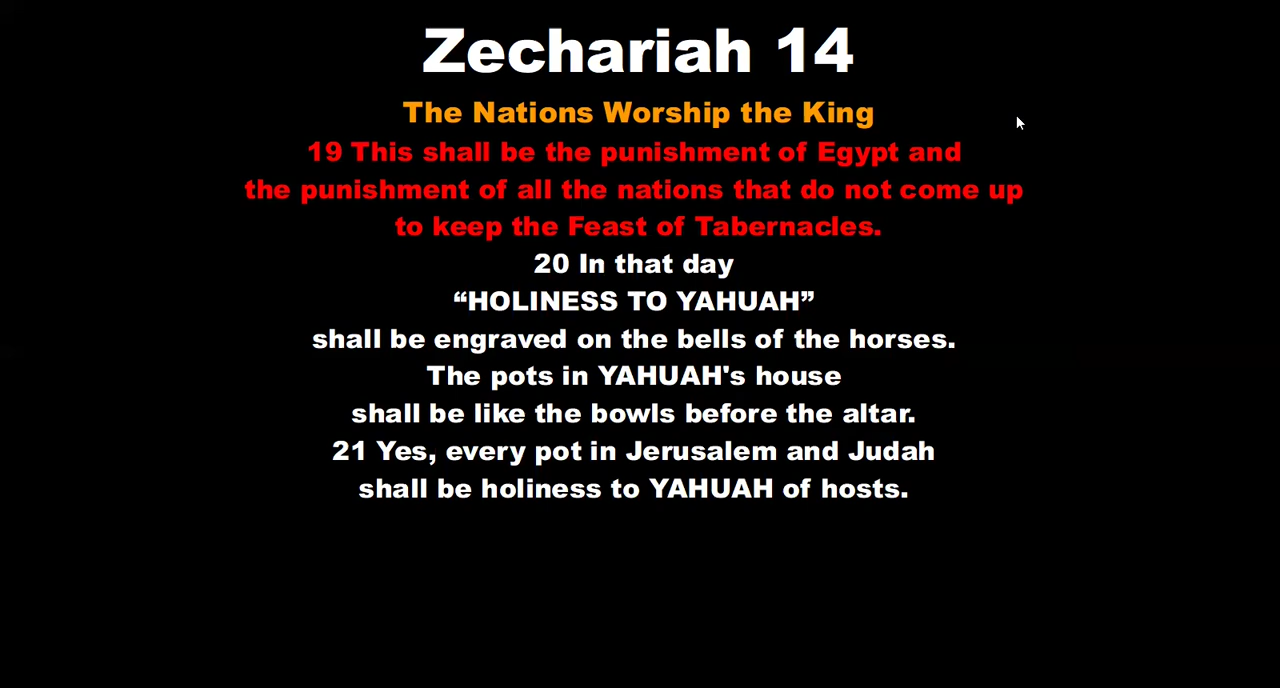 Zechariah 14
The Nations Worship the King
19 This shall be the punishment of Egypt and
the punishment of all the nations that do not come up
to keep the Feast of Tabernacles.
20 In that day
“HOLINESS TO YAHUAH”
shall be engraved on the bells of the horses.
The pots in YAHUAH's house
shall be like the bowls before the altar.
21 Yes, every pot in Jerusalem and Judah
shall be holiness to YAHUAH of hosts.